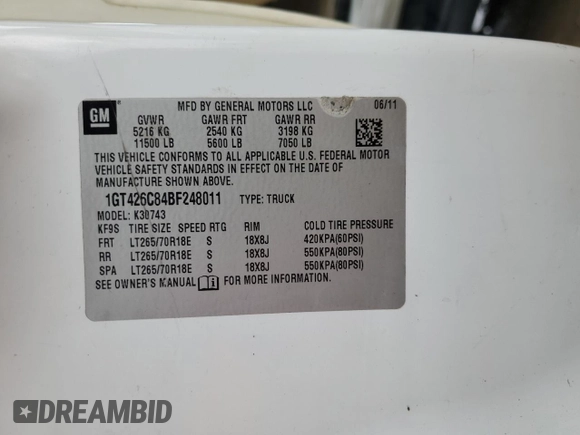 GM
MFD BY GENERAL MOTORS LLC 06/11
GVWR GAWR FRT GAWR RR
5216 KG 2540 KG 3198 KG
11500 LB 5600 LB 7050 LB
THIS VEHICLE CONFORMS TO ALL APPLICABLE U.S. FEDERAL MOTOR
VEHICLE SAFETY STANDARDS IN EFFECT ON THE DATE OF
MANUFACTURE SHOWN ABOVE.
1GT426C84BF248011 TYPE: TRUCK
MODEL: K30743
KF9S TIRE SIZE SPEED RTG RIM COLD TIRE PRESSURE
FRT LT265/70R18E S 18X8J 420KPA(60PSI)
RR LT265/70R18E S 18X8J 550KPA(80PSI)
SPA LT265/70R18E S 18X8J 550KPA(80PSI)
SEE OWNER'S MANUAL FOR MORE INFORMATION.
DREAMBID